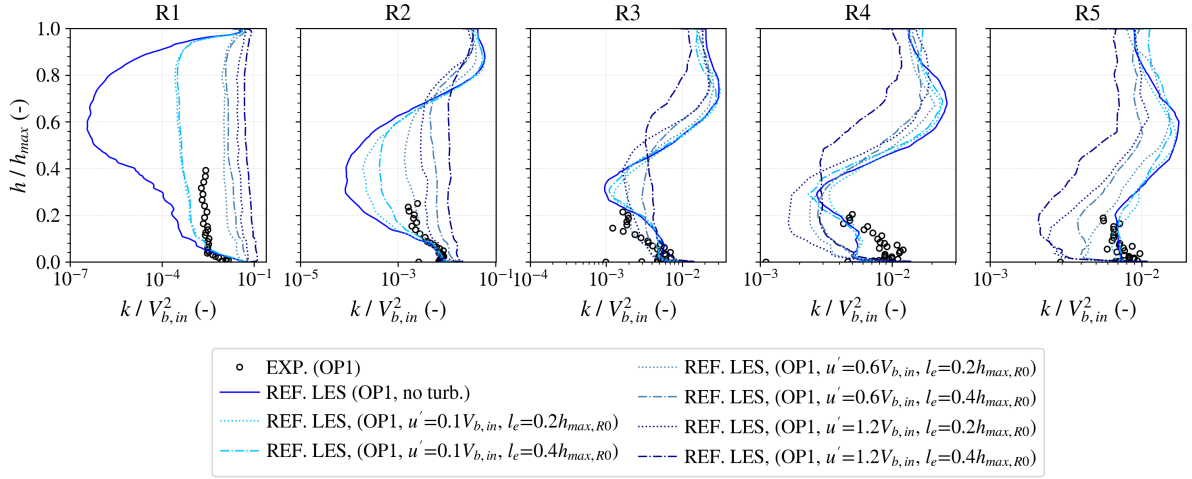 R1 R2 R3 R4 R5
h / h_max (-)
1.0
0.8
0.6
0.4
0.2
0.0
10^-7 10^-4 10^-1 10^-5 10^-3 10^-1 10^-4 10^-3 10^-2 10^-3 10^-2 10^-3 10^-2
k / V²_b,in (-) k / V²_b,in (-) k / V²_b,in (-) k / V²_b,in (-) k / V²_b,in (-)
EXP. (OP1)
REF. LES (OP1, no turb.)
REF. LES, (OP1, u′=0.1V_b,in, l_e=0.2h_max,R0)
REF. LES, (OP1, u′=0.1V_b,in, l_e=0.4h_max,R0)
REF. LES, (OP1, u′=0.6V_b,in, l_e=0.2h_max,R0)
REF. LES, (OP1, u′=0.6V_b,in, l_e=0.4h_max,R0)
REF. LES, (OP1, u′=1.2V_b,in, l_e=0.2h_max,R0)
REF. LES, (OP1, u′=1.2V_b,in, l_e=0.4h_max,R0)